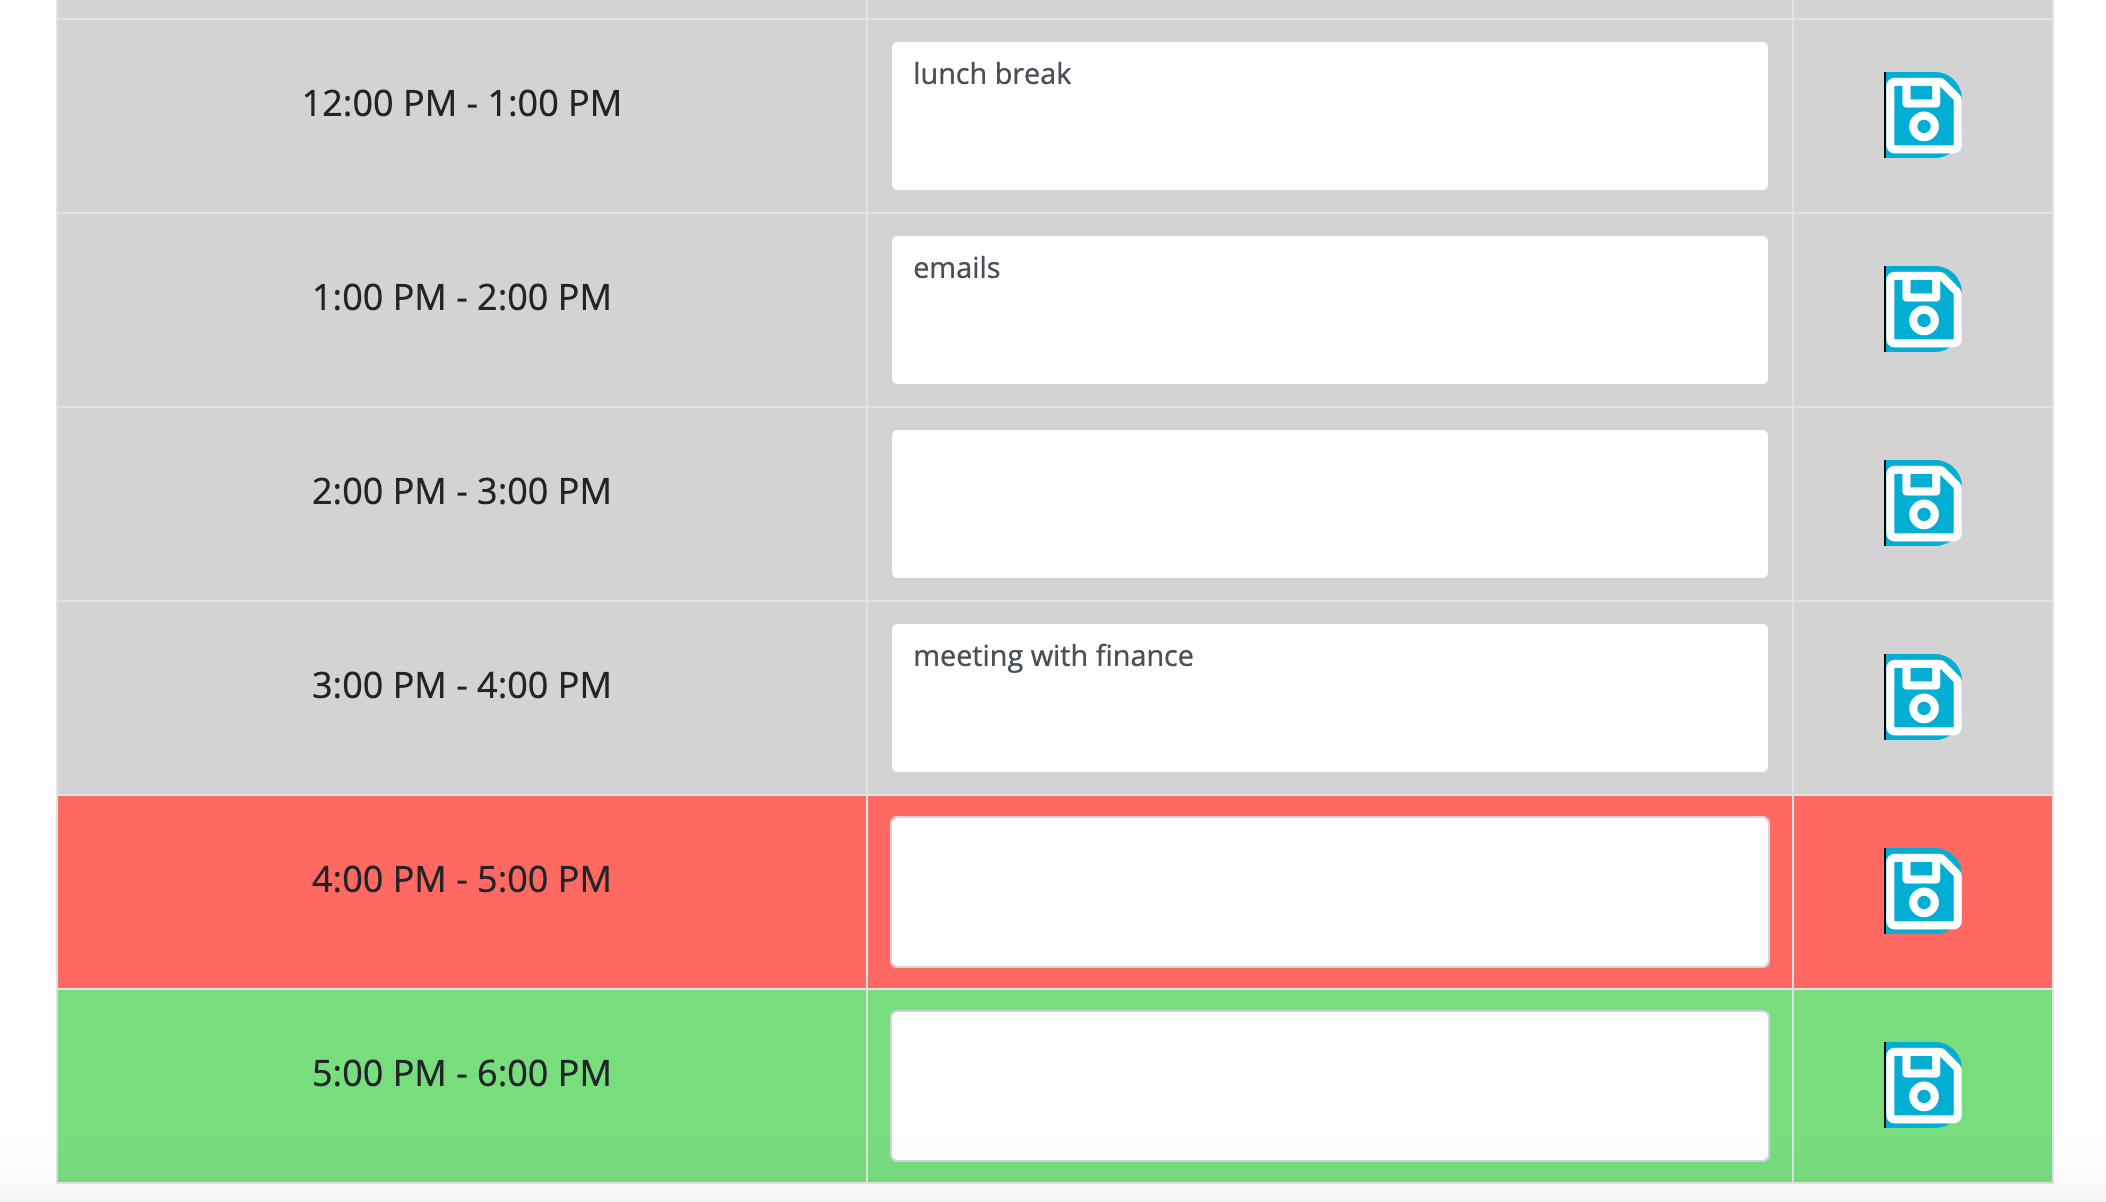 12:00 PM - 1:00 PM
lunch break
1:00 PM - 2:00 PM
emails
2:00 PM - 3:00 PM
3:00 PM - 4:00 PM
meeting with finance
4:00 PM - 5:00 PM
5:00 PM - 6:00 PM